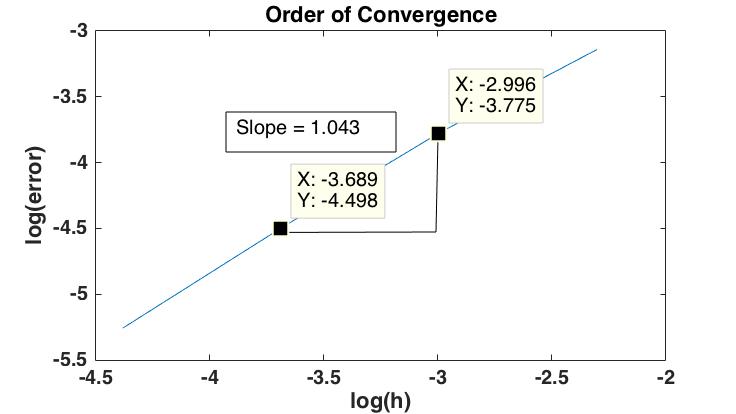 Order of Convergence
-3
-3.5
-4
-4.5
-5
-5.5
log(error)
X: -2.996
Y: -3.775
Slope = 1.043
X: -3.689
Y: -4.498
-4.5
-4
-3.5
-3
-2.5
-2
log(h)